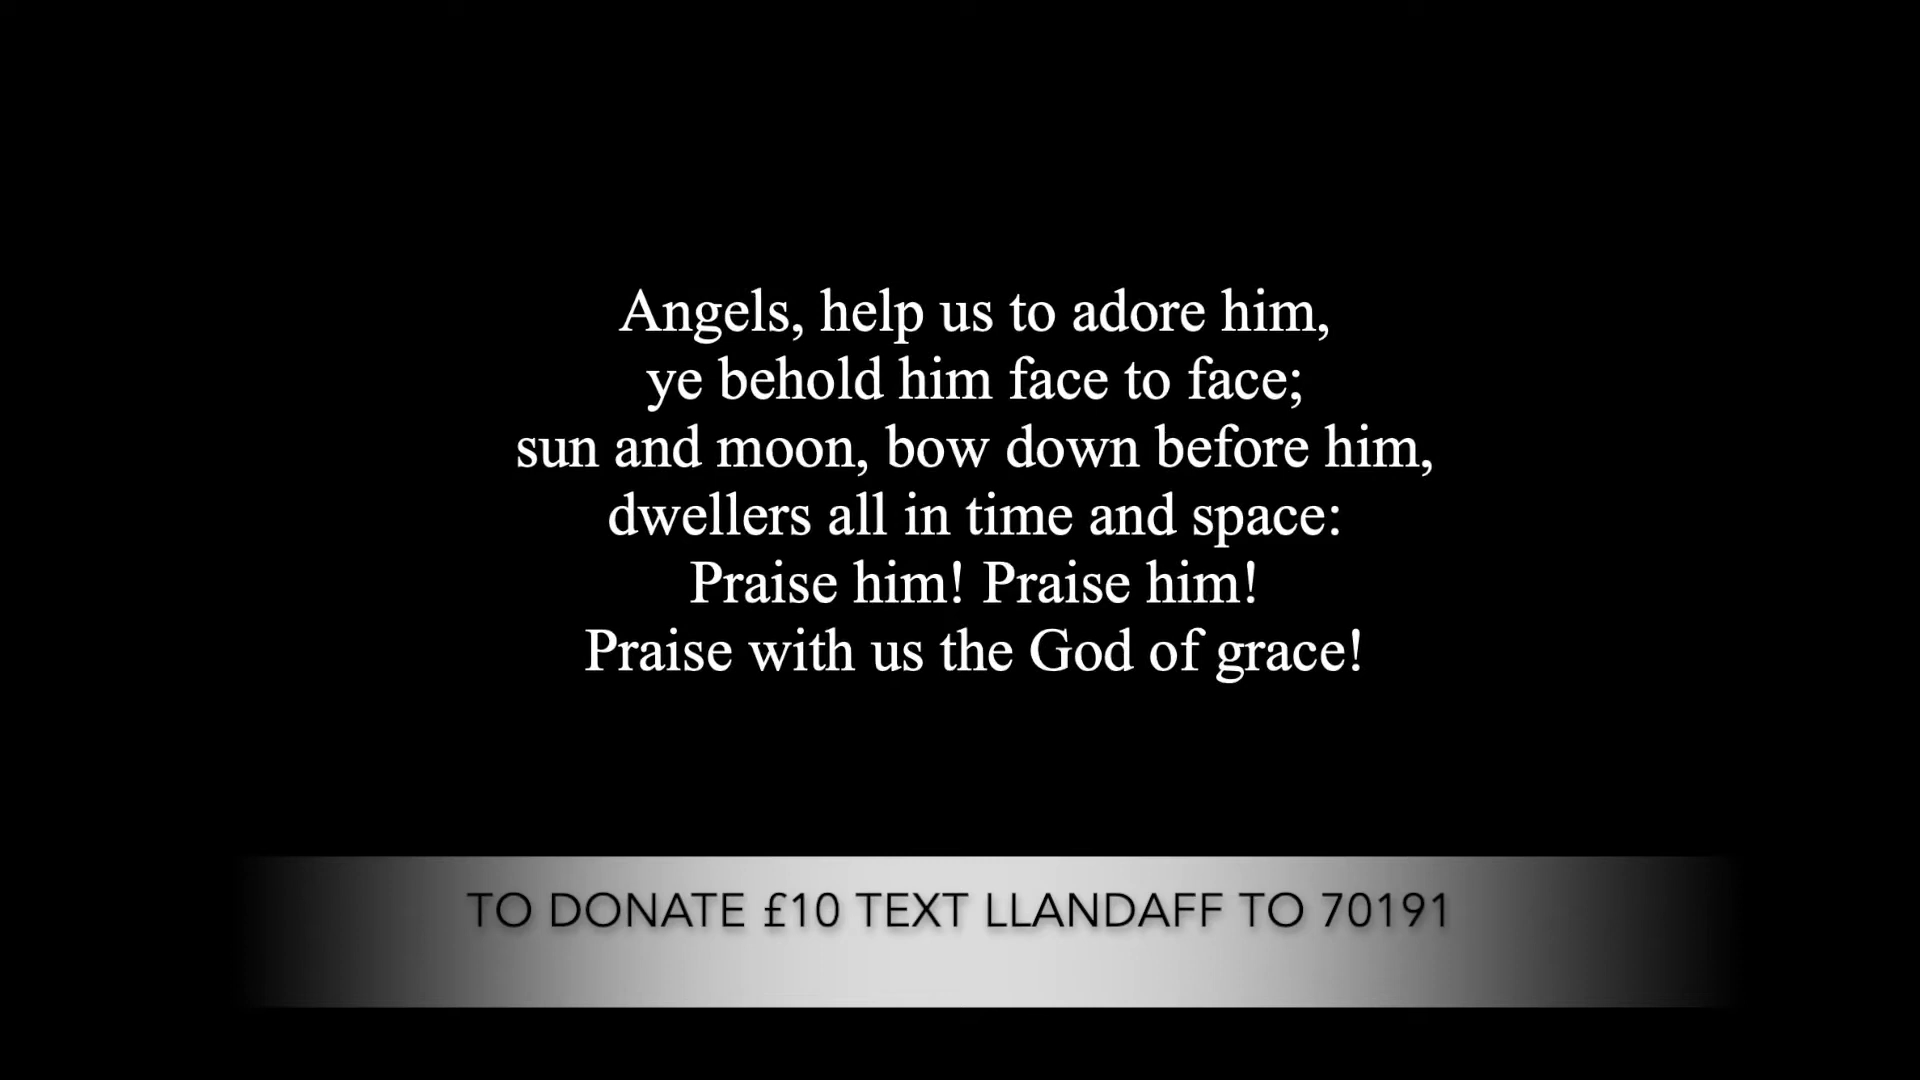 Angels, help us to adore him,
ye behold him face to face;
sun and moon, bow down before him,
dwellers all in time and space:
Praise him! Praise him!
Praise with us the God of grace!
TO DONATE £10 TEXT LLANDAFF TO 70191